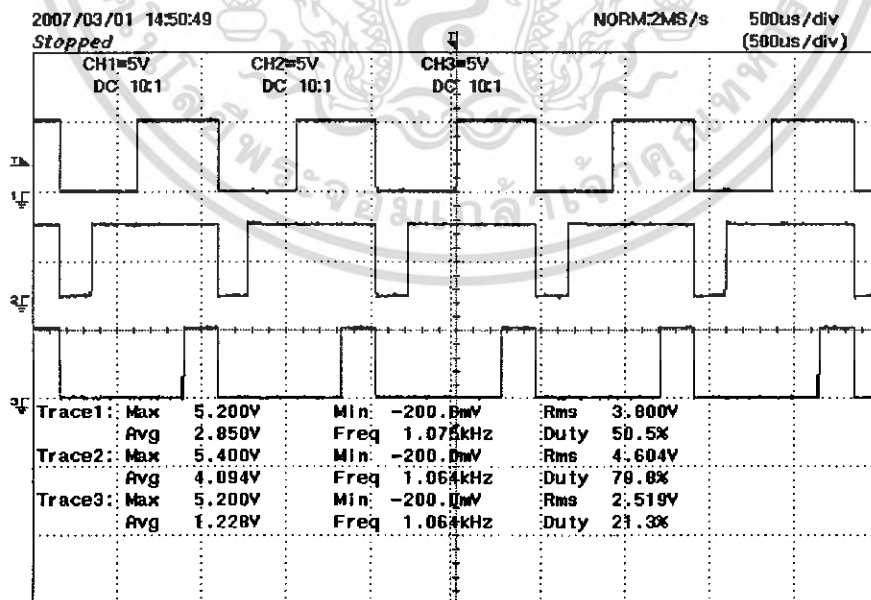 2007/03/01 14:50:49 NORM:2MS/s 500us/div
Stopped (500us/div)
CH1=5V CH2=5V CH3=5V
DC 10:1 DC 10:1 DC 10:1
Trace1: Max 5.200V Min -200.0mV Rms 3.800V
Avg 2.850V Freq 1.075kHz Duty 50.5%
Trace2: Max 5.400V Min -200.0mV Rms 4.604V
Avg 4.094V Freq 1.064kHz Duty
Trace3: Max 5.200V Min -200.0mV Rms 2.519V
Avg 1.228V Freq 1.064kHz Duty 21.3%